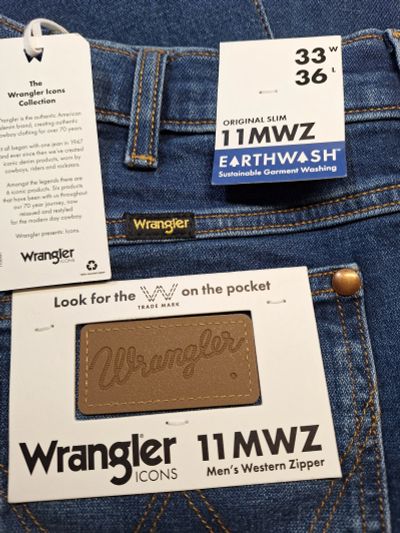 The
Wrangler Icons
Collection
Wrangler is the authentic American
denim brand, creating authentic
cowboy clothing for over 70 years.
It all began with one jean in 1947
and ever since then we've created
iconic denim products, worn by
cowboys, riders and rockstars.
Amongst the legends there are
6 iconic products. Six products
that have been with us throughout
our 70 year journey, now
reissued and restyled
for the modern day cowboy.
Wrangler presents: Icons.
Wrangler
ICONS
33 W
36 L
ORIGINAL SLIM
11MWZ
EARTHWASH™
Sustainable Garment Washing
Wrangler
Look for the W on the pocket
TRADE MARK
Wrangler
Wrangler
ICONS
11MWZ
Men's Western Zipper